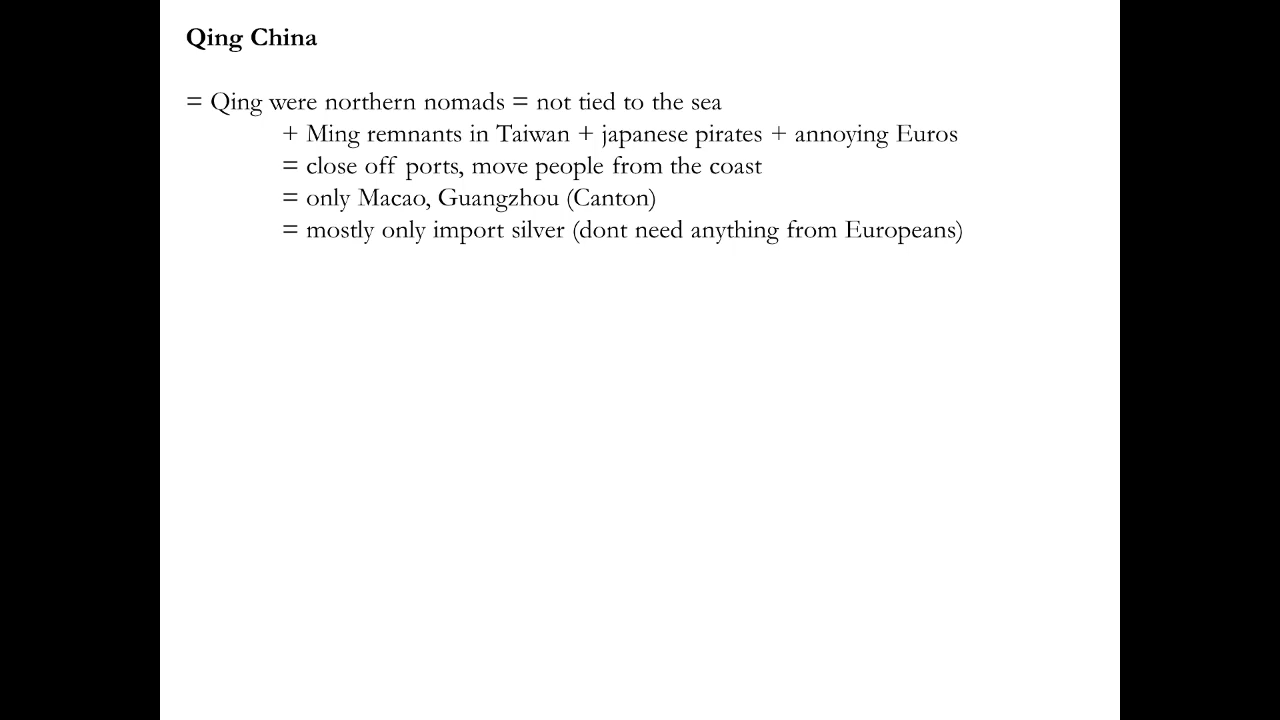 Qing China
= Qing were northern nomads = not tied to the sea
+ Ming remnants in Taiwan + japanese pirates + annoying Euros
= close off ports, move people from the coast
= only Macao, Guangzhou (Canton)
= mostly only import silver (dont need anything from Europeans)